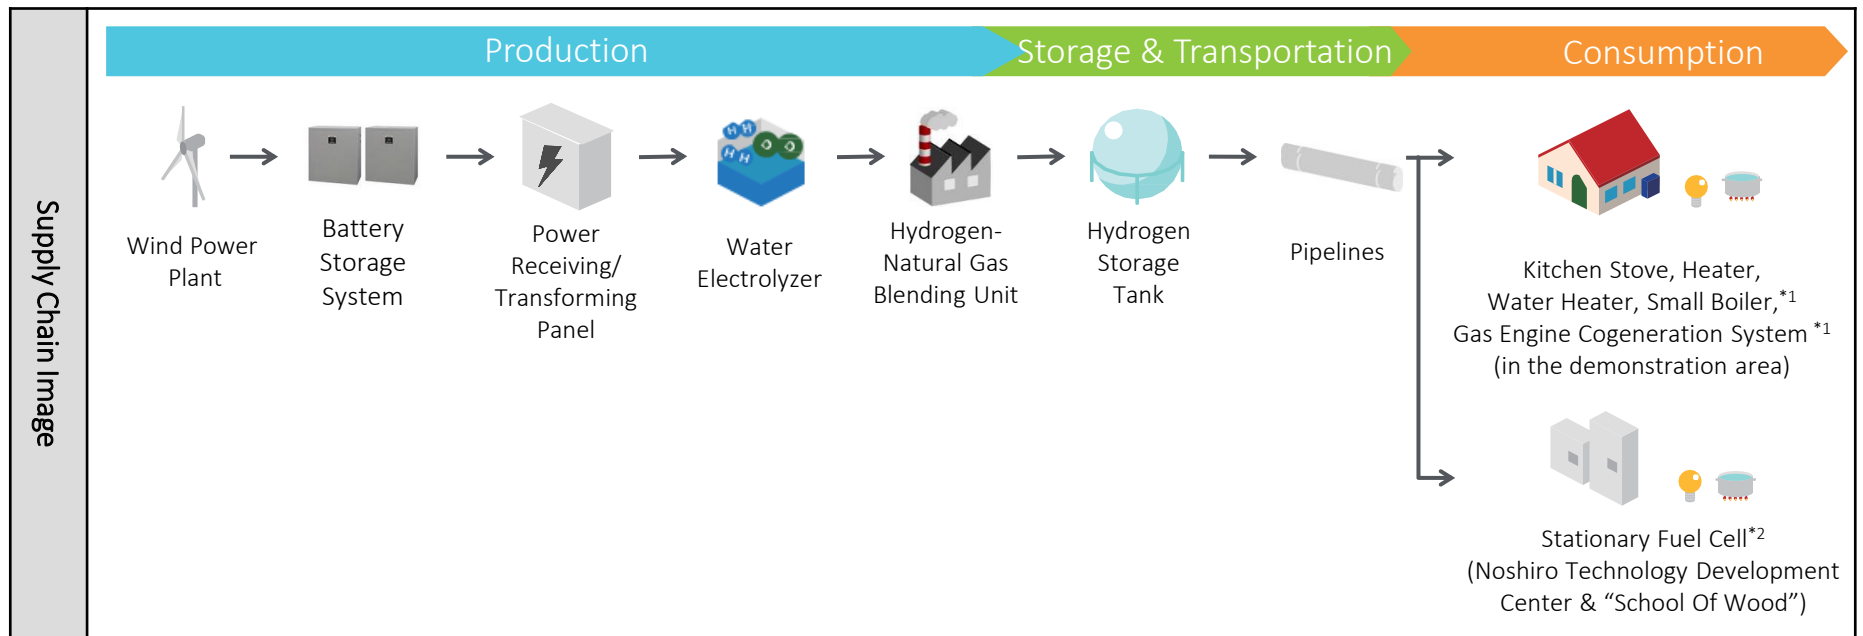 Supply Chain Image
Production
Storage & Transportation
Consumption
Wind Power
Plant
Battery
Storage
System
Power
Receiving/
Transforming
Panel
Water
Electrolyzer
Hydrogen-
Natural Gas
Blending Unit
Hydrogen
Storage
Tank
Pipelines
Kitchen Stove, Heater,
Water Heater, Small Boiler,*1
Gas Engine Cogeneration System *1
(in the demonstration area)
Stationary Fuel Cell*2
(Noshiro Technology Development
Center & “School Of Wood”)